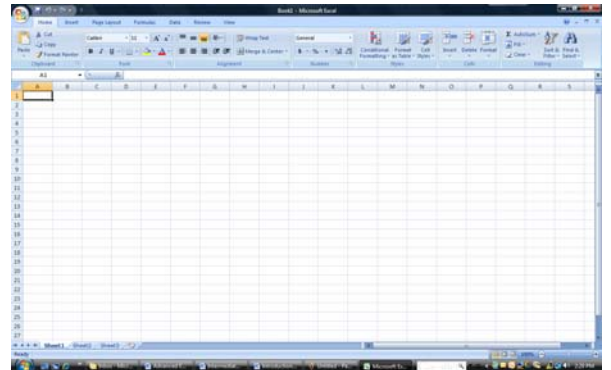 Book1 - Microsoft Excel
Home Insert Page Layout Formulas Data Review View
Cut
Copy
Format Painter
Paste
Calibri 11 A A
Wrap Text
General
B I U A
Merge & Center
$ % ,
Conditional Formatting
Format as Table
Cell Styles
Insert Delete Format
AutoSum
Fill
Clear
Sort & Filter
Find & Select
Clipboard Font Alignment Number Styles Cells Editing
A1
A B C D E F G H I J K L M N O P Q R S
1
2
3
4
5
6
7
8
9
10
11
12
13
14
15
16
17
18
19
20
21
22
23
24
25
26
27
Sheet1 Sheet2 Sheet3
Ready
100%